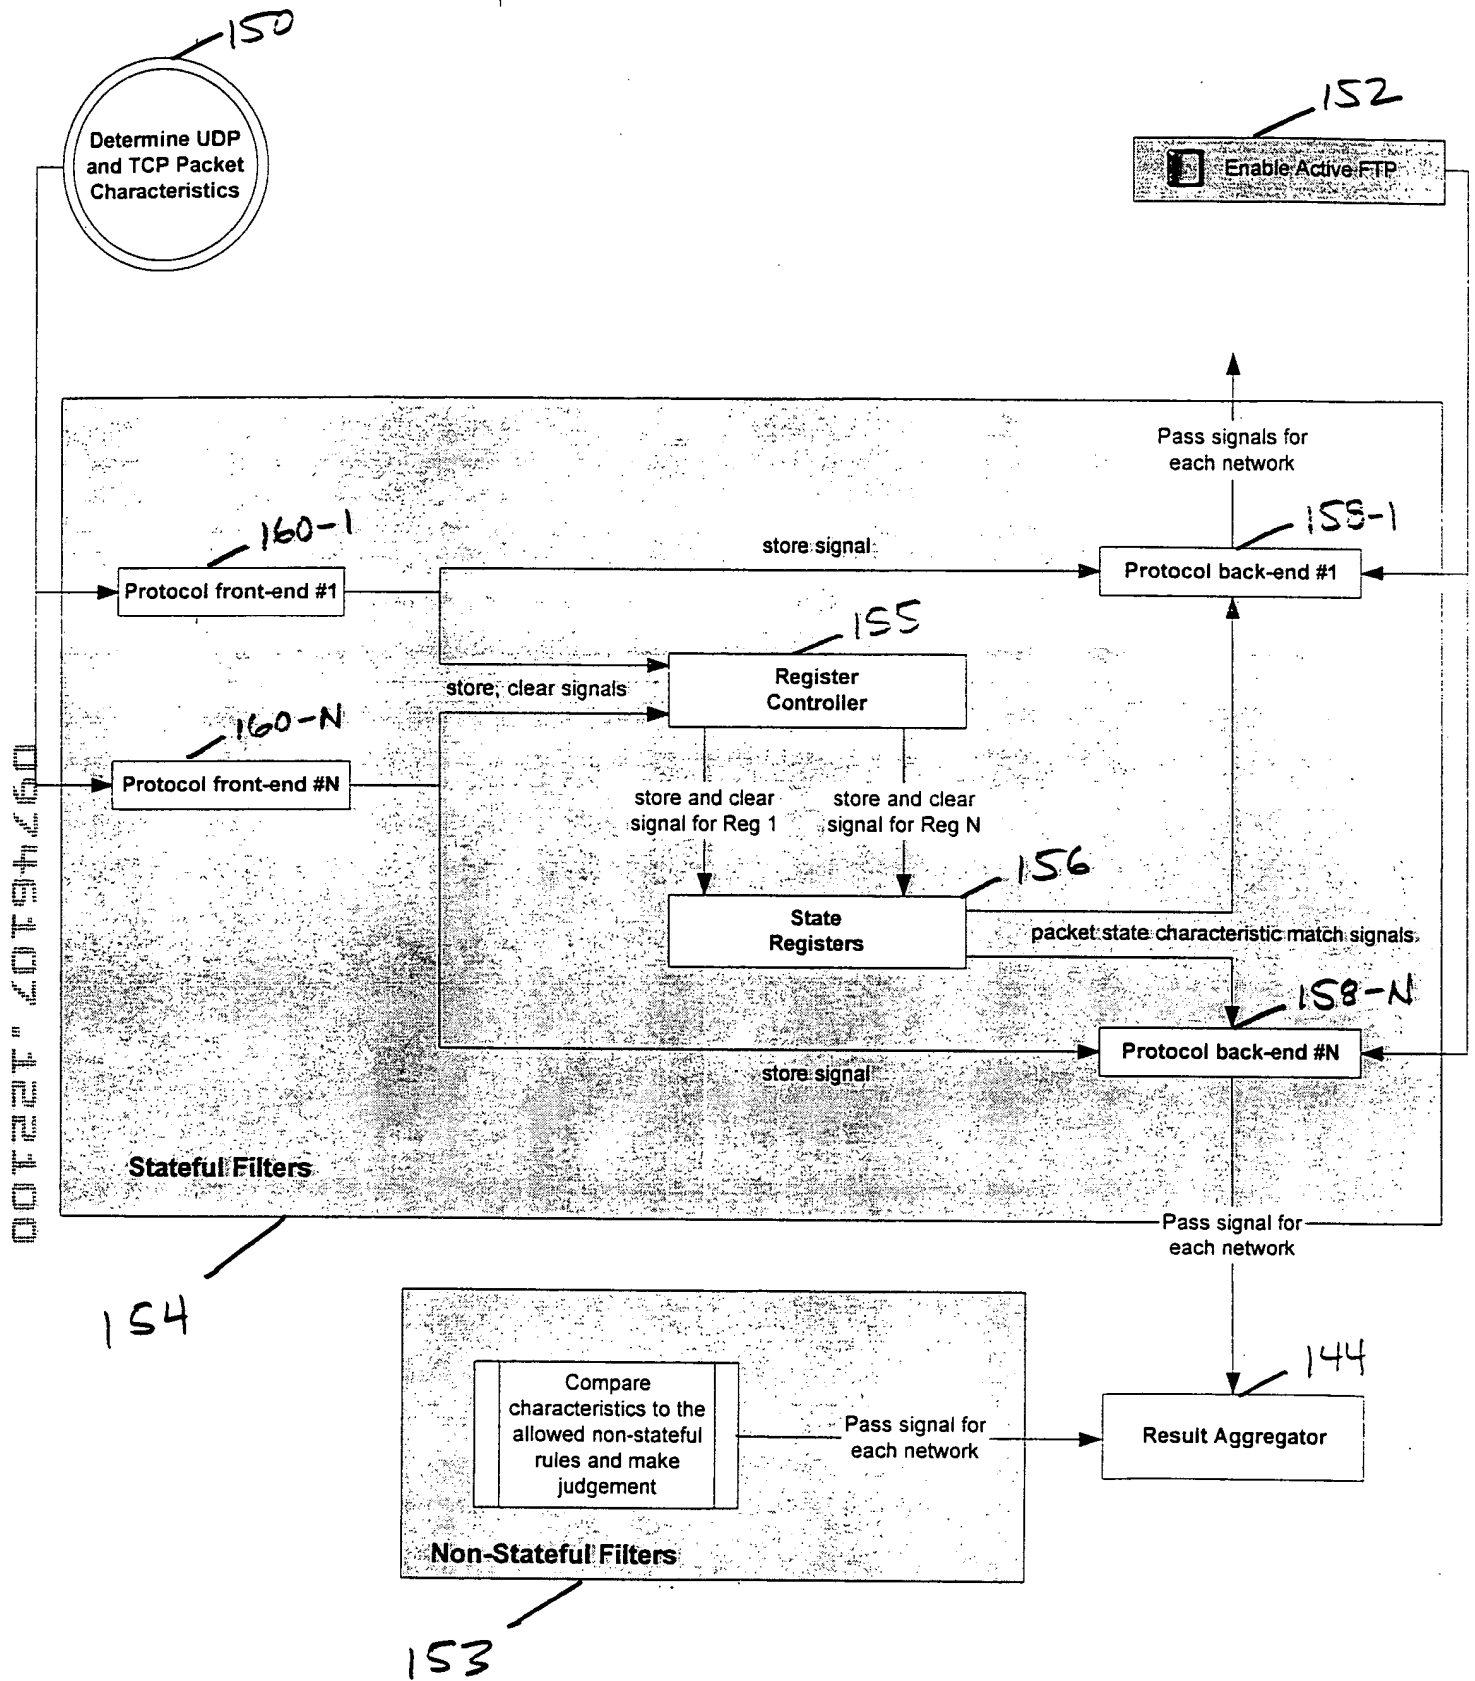 150
152
Determine UDP
and TCP Packet
Characteristics
Enable Active FTP
Pass signals for
each network
160-1
158-1
store signal
Protocol front-end #1
Protocol back-end #1
155
Register
Controller
store, clear signals
160-N
Protocol front-end #N
store and clear
signal for Reg 1
store and clear
signal for Reg N
156
State
Registers
packet state characteristic match signals
158-N
Protocol back-end #N
store signal
Stateful Filters
154
Pass signal for
each network
144
Compare
characteristics to the
allowed non-stateful
rules and make
judgement
Pass signal for
each network
Result Aggregator
Non-Stateful Filters
153
09746107 "122100